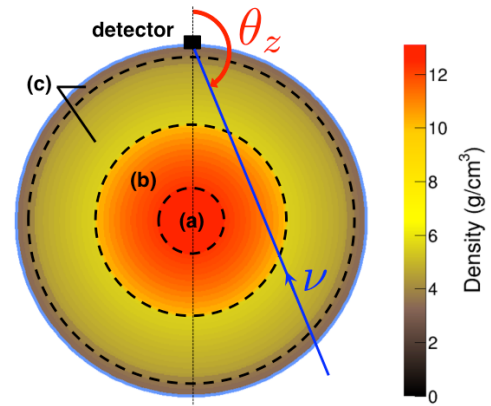 detector
θz
(c)
(b)
(a)
ν
12
10
8
6
4
2
0
Density (g/cm³)